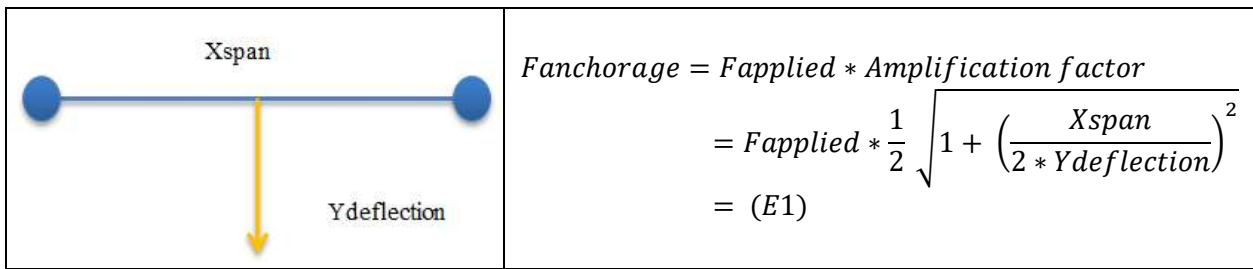 Xspan
Ydeflection
Fanchorage = Fapplied * Amplification factor
= Fapplied * 1/2 √(1 + (Xspan / (2 * Ydeflection))²)
= (E1)